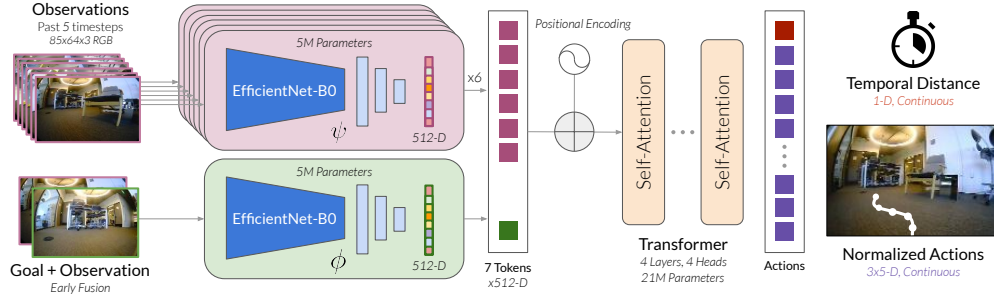 Observations
Past 5 timesteps
85x64x3 RGB
5M Parameters
EfficientNet-B0
ψ
512-D
x6
5M Parameters
EfficientNet-B0
ϕ
512-D
Goal + Observation
Early Fusion
7 Tokens
x512-D
Positional Encoding
Self-Attention
Self-Attention
Transformer
4 Layers, 4 Heads
21M Parameters
Actions
Temporal Distance
1-D, Continuous
Normalized Actions
3x5-D, Continuous